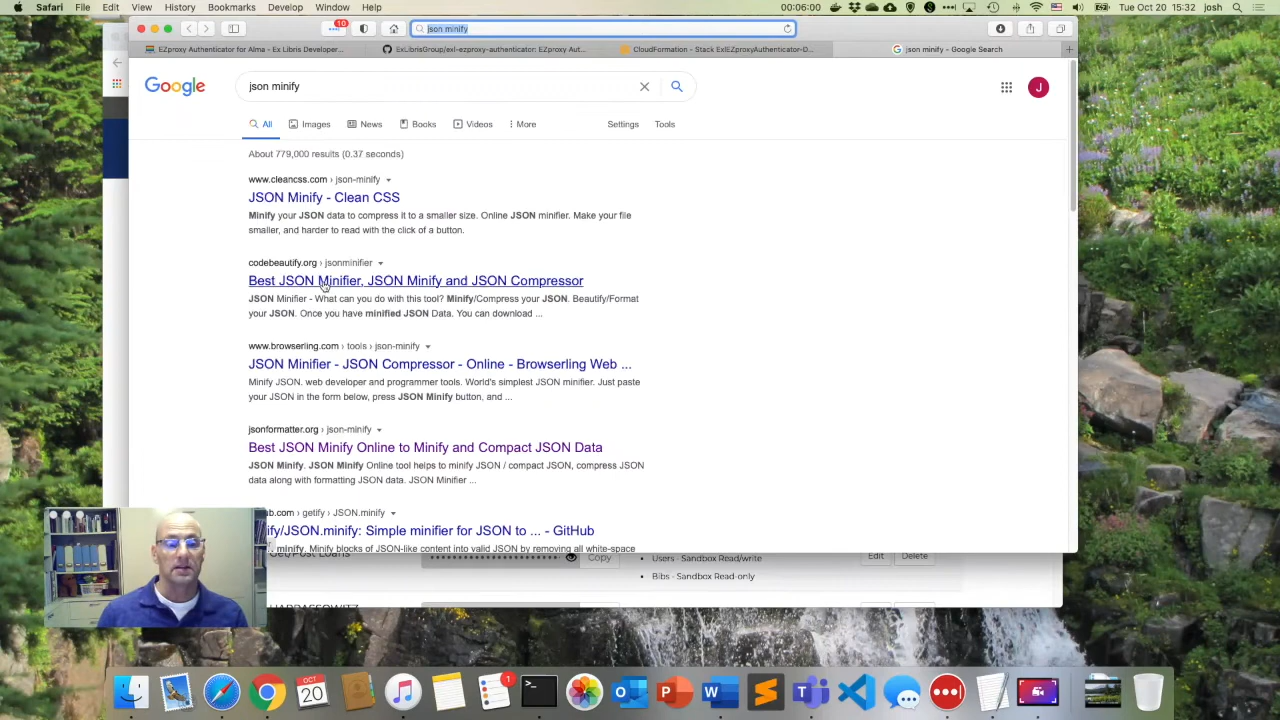 Safari File Edit View History Bookmarks Develop Window Help
00:06:00
Tue Oct 20 15:32 josh
10
json minify
EZproxy Authenticator for Alma - Ex Libris Developer...
ExLibrisGroup/exl-ezproxy-authenticator: EZproxy Aut...
CloudFormation - Stack ExlEZproxyAuthenticator-D...
json minify - Google Search
Google
json minify
J
All
Images
News
Books
Videos
More
Settings
Tools
About 779,000 results (0.37 seconds)
www.cleancss.com › json-minify
JSON Minify - Clean CSS
Minify your JSON data to compress it to a smaller size. Online JSON minifier. Make your file
smaller, and harder to read with the click of a button.
codebeautify.org › jsonminifier
Best JSON Minifier, JSON Minify and JSON Compressor
JSON Minifier - What can you do with this tool? Minify/Compress your JSON. Beautify/Format
your JSON. Once you have minified JSON Data. You can download ...
www.browserling.com › tools › json-minify
JSON Minifier - JSON Compressor - Online - Browserling Web ...
Minify JSON. web developer and programmer tools. World's simplest JSON minifier. Just paste
your JSON in the form below, press JSON Minify button, and ...
jsonformatter.org › json-minify
Best JSON Minify Online to Minify and Compact JSON Data
JSON Minify. JSON Minify Online tool helps to minify JSON / compact JSON, compress JSON
data along with formatting JSON data. JSON Minifier ...
ub.com › getify › JSON.minify
ify/JSON.minify: Simple minifier for JSON to ... - GitHub
minify. Minify blocks of JSON-like content into valid JSON by removing all white-space
Copy
Users - Sandbox Read/write
Edit
Delete
Bibs - Sandbox Read-only
HARRASSOWITZ
OCT
20
1